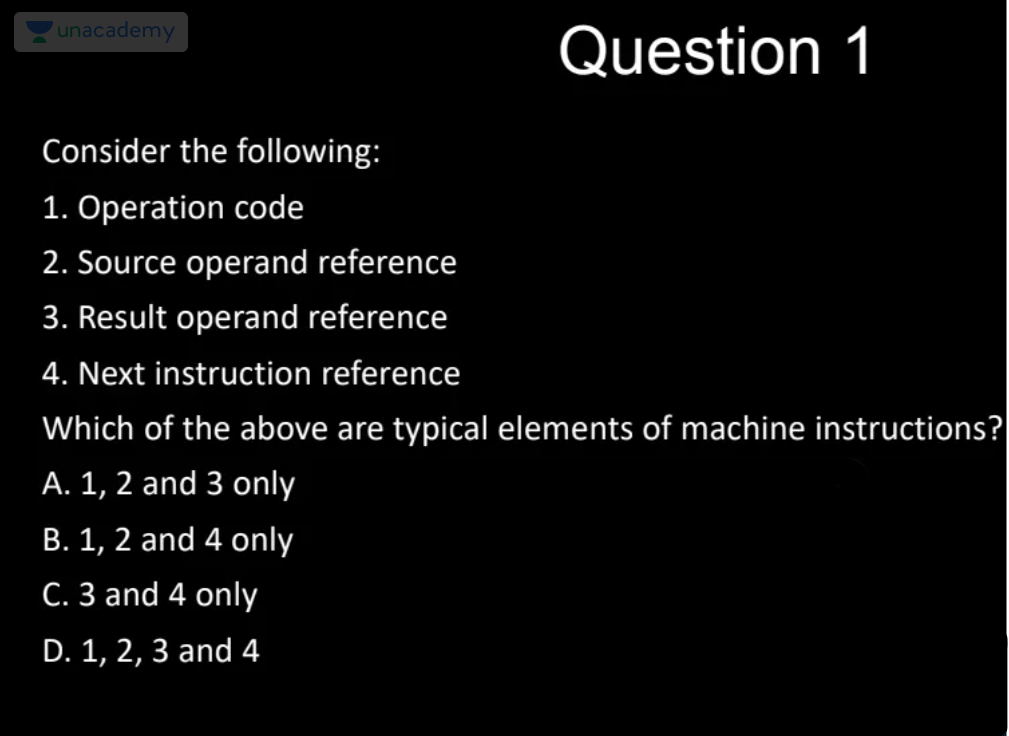 unacademy
Question 1
Consider the following:
1. Operation code
2. Source operand reference
3. Result operand reference
4. Next instruction reference
Which of the above are typical elements of machine instructions?
A. 1, 2 and 3 only
B. 1, 2 and 4 only
C. 3 and 4 only
D. 1, 2, 3 and 4